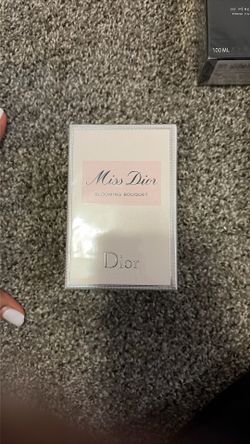 100 ML
Miss Dior
BLOOMING BOUQUET
Dior